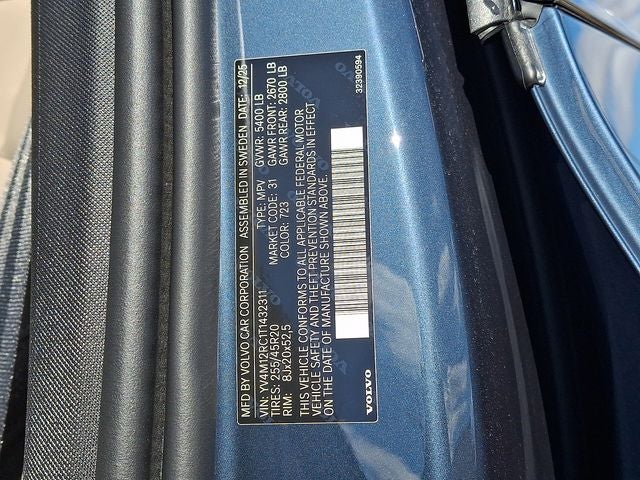 MFD BY VOLVO CAR CORPORATION ASSEMBLED IN SWEDEN DATE: 12/25
VIN: YV4M12RC1T1432311 TYPE: MPV GVWR: 5400 LB
TIRES: 255/45R20 MARKET CODE: 31 GAWR FRONT: 2670 LB
RIM: 8Jx20x52,5 COLOR: 723 GAWR REAR: 2800 LB
THIS VEHICLE CONFORMS TO ALL APPLICABLE FEDERAL MOTOR
VEHICLE SAFETY AND THEFT PREVENTION STANDARDS IN EFFECT
ON THE DATE OF MANUFACTURE SHOWN ABOVE.
VOLVO 32390594